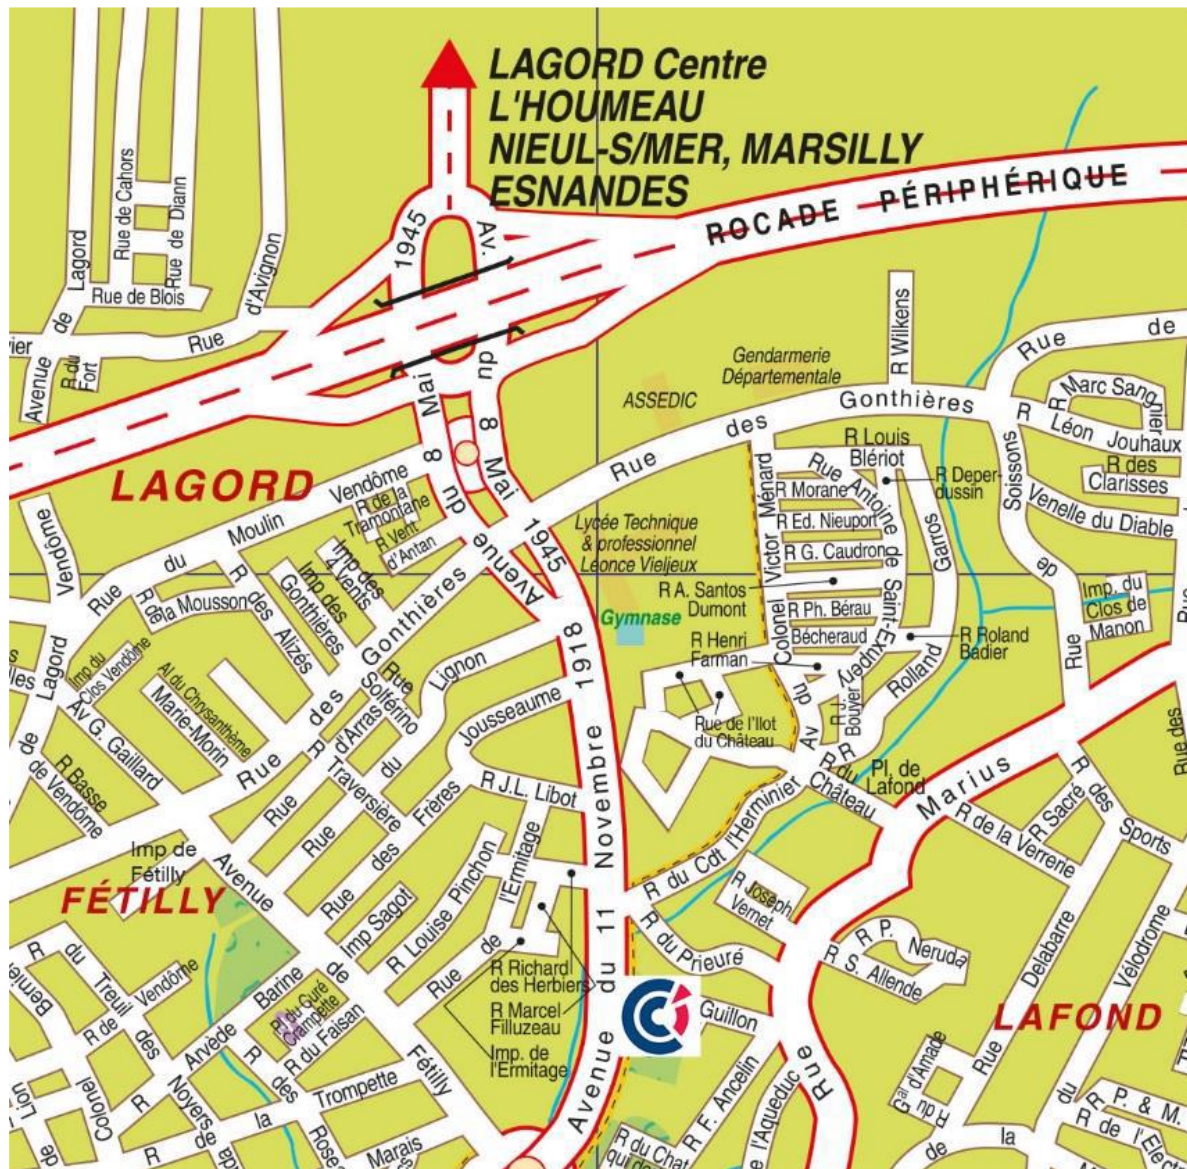 LAGORD Centre
L'HOUMEAU
NIEUL-S/MER, MARSILLY
ESNANDES
ROCADE PÉRIPHÉRIQUE
1945
Av.
du 8 Mai
Avenue du 8 Mai 1945
Avenue de Lagord
Rue de Cahors
Rue de Diann
Rue de Blois
Rue d'Avignon
vier
R du
Fort
R Wilkens
Gendarmerie
Départementale
ASSEDIC
Rue des Gonthières
Rue de
R Marc Sangnier
R Léon Jouhaux
R des
Clarisses
Venelle du Diable
Rue de Soissons
Imp. du
Clos de
Manon
R Louis
Blériot
R Deper-
dussin
Rue Antoine de Saint-Exupéry
R Morane
R Ed. Nieuport
R G. Caudron
R A. Santos
Dumont
R Ph. Bérau
Bécheraud
R Henri
Farman
R Roland
Badier
R Rolland Garros
R J.
Bouyer
Av du Colonel Victor Ménard
Rue de l'Ilot
du Château
Lycée Technique
& professionnel
Léonce Vieljeux
Gymnase
LAGORD
Rue du Moulin Vendôme
R de la
Tramontane
R Vent
d'Antan
Imp des
4 Vents
Imp des
Gonthières
R des Alizés
R de
la Mousson
Vendôme
Lagord
de
Imp du
Clos Vendôme
Al du Chrysanthème
Marie-Morin
Av G. Gaillard
R Basse
de Vendôme
Rue des Gonthières
Rue
Solférino
Rue d'Arras
R Traversière
Rue du Lignon
Rue des Frères Jousseaume
R J.L. Libot
Avenue du 11 Novembre 1918
Imp de
Fétilly
FÉTILLY
Avenue de Fétilly
Imp Sagot
R Louise Pinchon
Rue de l'Ermitage
R Richard
des Herbiers
R Marcel
Filluzeau
Imp. de
l'Ermitage
R du Treuil des Noyers
R de Vendôme
Arvède Barine
Pl du Curé
Crampette
R du Faisan
R des Roses
R de la Trompette
Marais
Colonel
Lion
de
R du Château
Pl. de
Lafond
R du Cdt l'Herminier
R Joseph
Vernet
R du Prieuré
Guillon
R F. Ancelin
l'Aqueduc
R du Chat
Rue Marius
R de la Verrerie
R Sacré
R des Sports
Rue des
Rue
R P. Neruda
R S. Allende
LAFOND
Rue Delabarre
du Vélodrome
R du Gal d'Amade
R P. & M.
R de l'Elect
de la